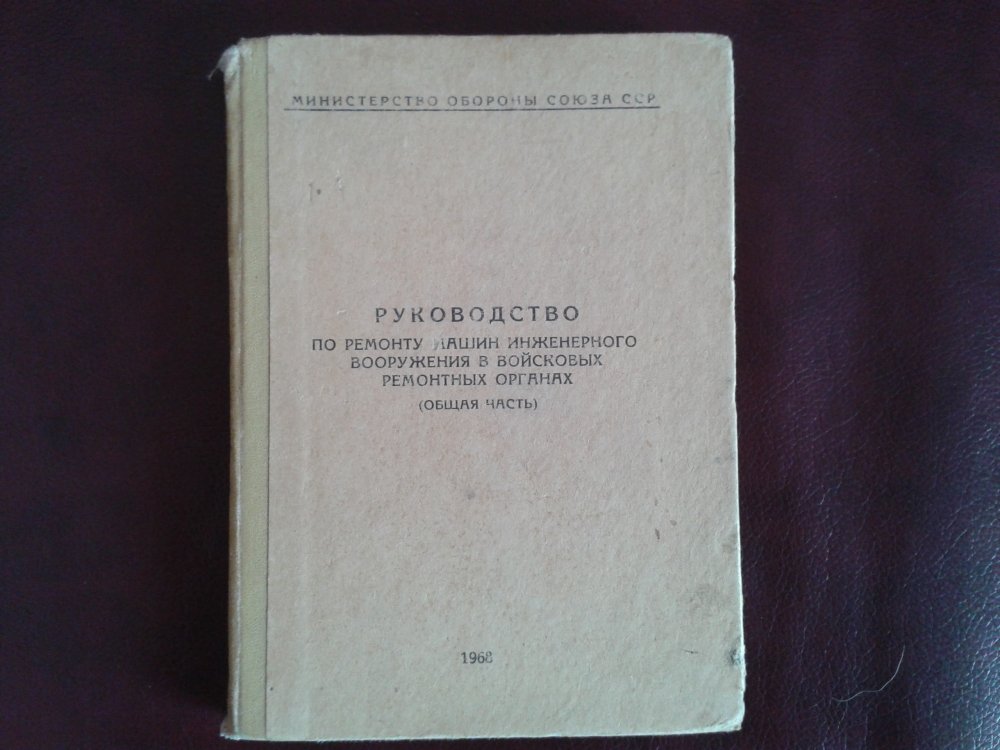 МИНИСТЕРСТВО ОБОРОНЫ СОЮЗА ССР
РУКОВОДСТВО
ПО РЕМОНТУ МАШИН ИНЖЕНЕРНОГО
ВООРУЖЕНИЯ В ВОЙСКОВЫХ
РЕМОНТНЫХ ОРГАНАХ
(ОБЩАЯ ЧАСТЬ)
1968